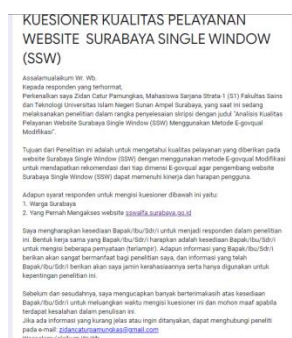 KUESIONER KUALITAS PELAYANAN
WEBSITE SURABAYA SINGLE WINDOW
(SSW)
Assalamualaikum Wr. Wb.
Kepada responden yang terhormat,
Perkenalkan saya Zidan Catur Pamungkas, Mahasiswa Sarjana Strata-1 (S1) Fakultas Sains
dan Teknologi Universitas Islam Negeri Sunan Ampel Surabaya, yang saat ini sedang
melaksanakan penelitian dalam rangka penyelesaian skripsi dengan judul "Analisis Kualitas
Pelayanan Website Surabaya Single Window (SSW) Menggunakan Metode E-govqual
Modifikasi".
Tujuan dari Penelitian ini adalah untuk mengetahui kualitas pelayanan yang diberikan pada
website Surabaya Single Window (SSW) dengan menggunakan metode E-govqual Modifikasi
untuk mendapatkan rekomendasi dari tiap dimensi E-govqual agar pengembang website
Surabaya Single Window (SSW) dapat memenuhi kinerja dan harapan pengguna.
Adapun syarat responden untuk mengisi kuesioner dibawah ini yaitu:
1. Warga Surabaya
2. Yang Pernah Mengakses website sswalfa.surabaya.go.id
Saya mengharapkan kesediaan Bapak/Ibu/Sdr/i untuk menjadi responden dalam penelitian
ini. Bentuk kerja sama yang Bapak/Ibu/Sdr/i harapkan adalah kesediaan Bapak/Ibu/Sdr/i
untuk mengisi beberapa pernyataan (terlampir). Adapun informasi yang Bapak/Ibu/Sdr/i
berikan akan sangat bermanfaat bagi penelitian saya, dan informasi yang telah
Bapak/Ibu/Sdr/i berikan akan saya jamin kerahasiaannya serta hanya digunakan untuk
kepentingan penelitian ini.
Sebelum dan sesudahnya, saya mengucapkan banyak berterimakasih atas kesediaan
Bapak/Ibu/Sdr/i untuk meluangkan waktu mengisi kuesioner ini dan mohon maaf apabila
terdapat kesalahan dalam penulisan ini.
Jika ada informasi yang kurang jelas atau ingin ditanyakan, dapat menghubungi peneliti
pada e-mail: zidancaturpamungkas@gmail.com
Wassalamualaikum Wr. Wb.